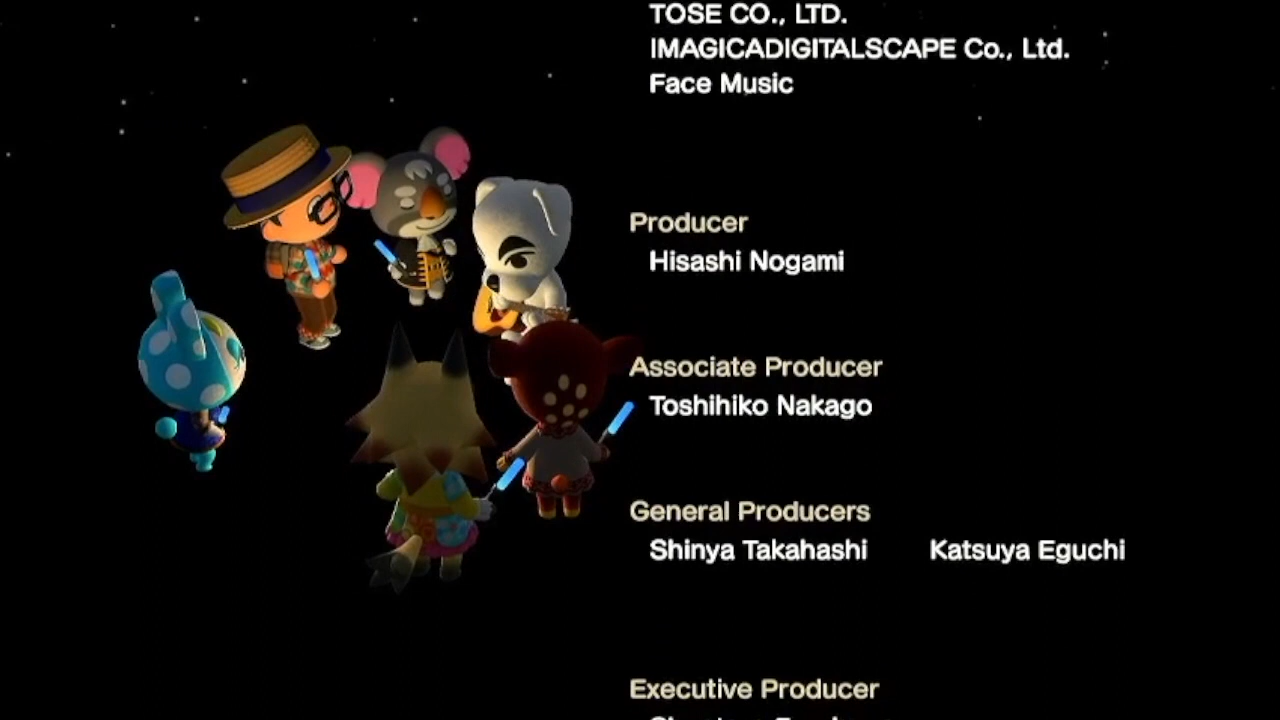 TOSE CO., LTD.
IMAGICADIGITALSCAPE Co., Ltd.
Face Music
Producer
Hisashi Nogami
Associate Producer
Toshihiko Nakago
General Producers
Shinya Takahashi Katsuya Eguchi
Executive Producer